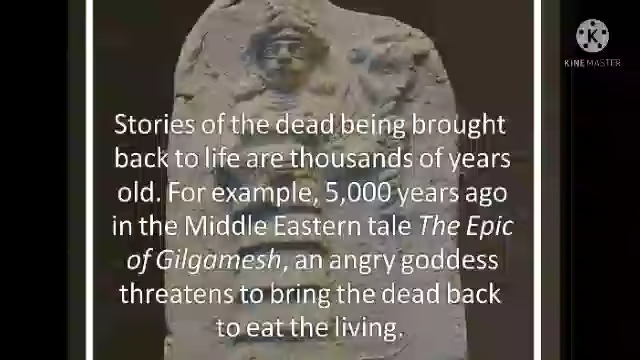 Stories of the dead being brought
back to life are thousands of years
old. For example, 5,000 years ago
in the Middle Eastern tale The Epic
of Gilgamesh, an angry goddess
threatens to bring the dead back
to eat the living.
K
KINEMASTER